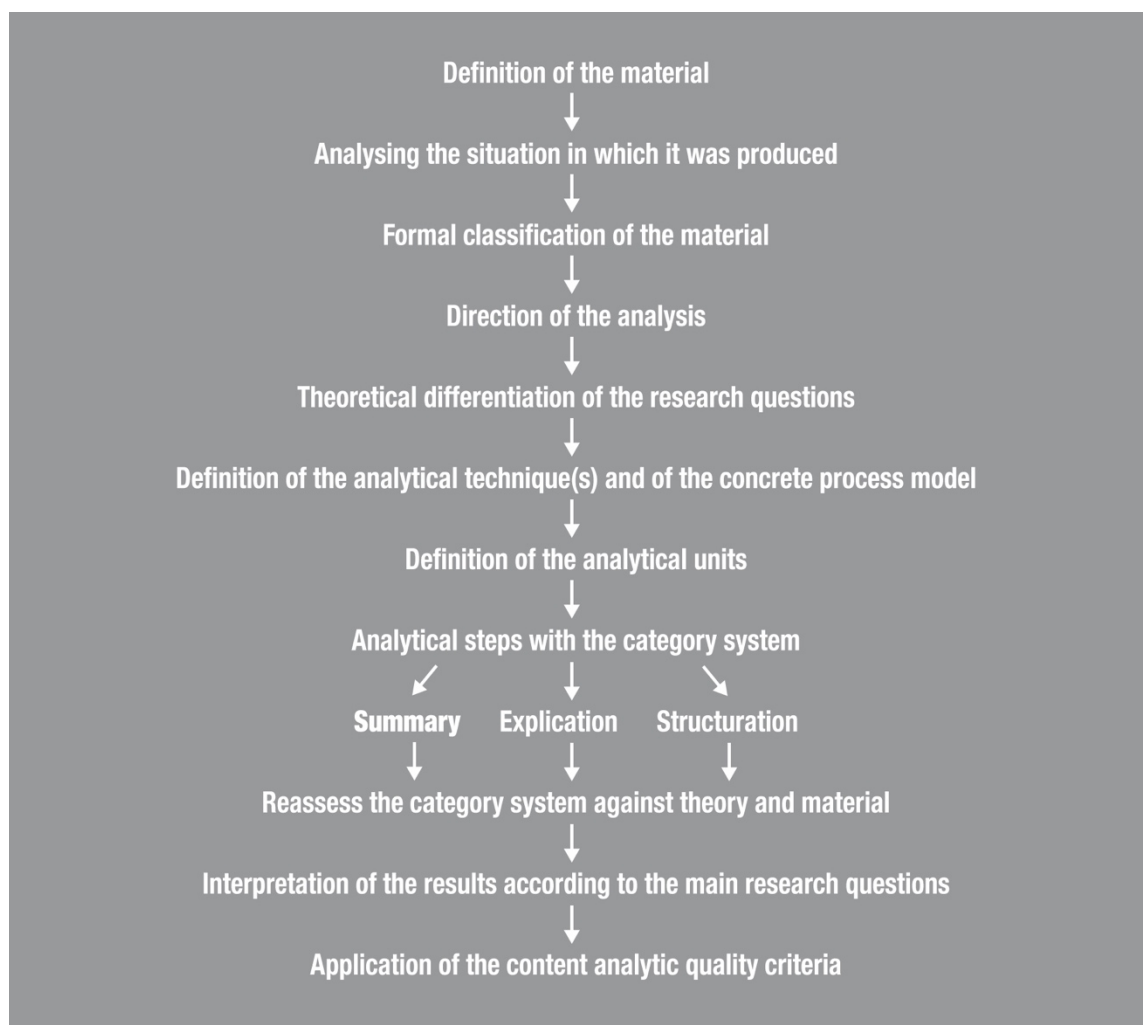 Definition of the material
Analysing the situation in which it was produced
Formal classification of the material
Direction of the analysis
Theoretical differentiation of the research questions
Definition of the analytical technique(s) and of the concrete process model
Definition of the analytical units
Analytical steps with the category system
Summary Explication Structuration
Reassess the category system against theory and material
Interpretation of the results according to the main research questions
Application of the content analytic quality criteria